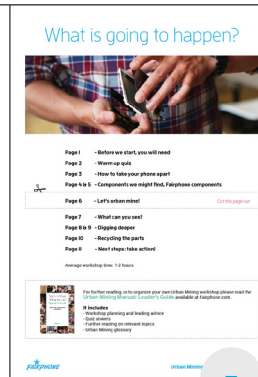 What is going to happen?
Page 1 - Before we start, you will need
Page 2 - Warm up quiz
Page 3 - How to take your phone apart
Page 4 & 5 - Components we might find, Fairphone components
Page 6 - Let's urban mine! Cut this page out
Page 7 - What can you see!
Page 8 & 9 - Digging deeper
Page 10 - Recycling the parts
Page 11 - Next steps: take action!
Average workshop time: 1-2 hours
For further reading, or to organize your own Urban Mining workshop please read the
Urban Mining Manual: Leader's Guide available at Fairphone.com.
It includes
- Workshop planning and leading advice
- Quiz anwers
- Further reading on relevant topics
- Urban Mining glossary
FAIRPHONE
Urban Mining